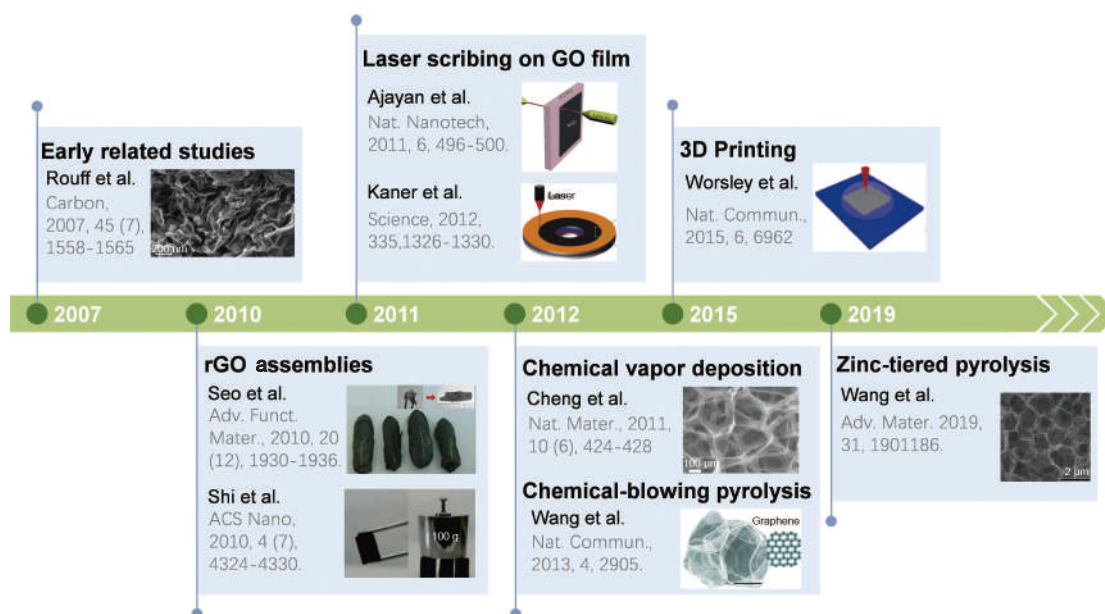 Early related studies
Rouff et al.
Carbon,
2007, 45 (7),
1558-1565
200 nm
Laser scribing on GO film
Ajayan et al.
Nat. Nanotech,
2011, 6, 496-500.
Kaner et al.
Science, 2012,
335,1326-1330.
Laser
3D Printing
Worsley et al.
Nat. Commun.,
2015, 6, 6962
2007
2010
2011
2012
2015
2019
rGO assemblies
Seo et al.
Adv. Funct.
Mater., 2010, 20
(12), 1930-1936.
Shi et al.
ACS Nano,
2010, 4 (7),
4324-4330.
100 g
Chemical vapor deposition
Cheng et al.
Nat. Mater., 2011,
10 (6), 424-428
100 μm
Chemical-blowing pyrolysis
Wang et al.
Nat. Commun.,
2013, 4, 2905.
Graphene
Zinc-tiered pyrolysis
Wang et al.
Adv. Mater. 2019,
31, 1901186.
2 μm